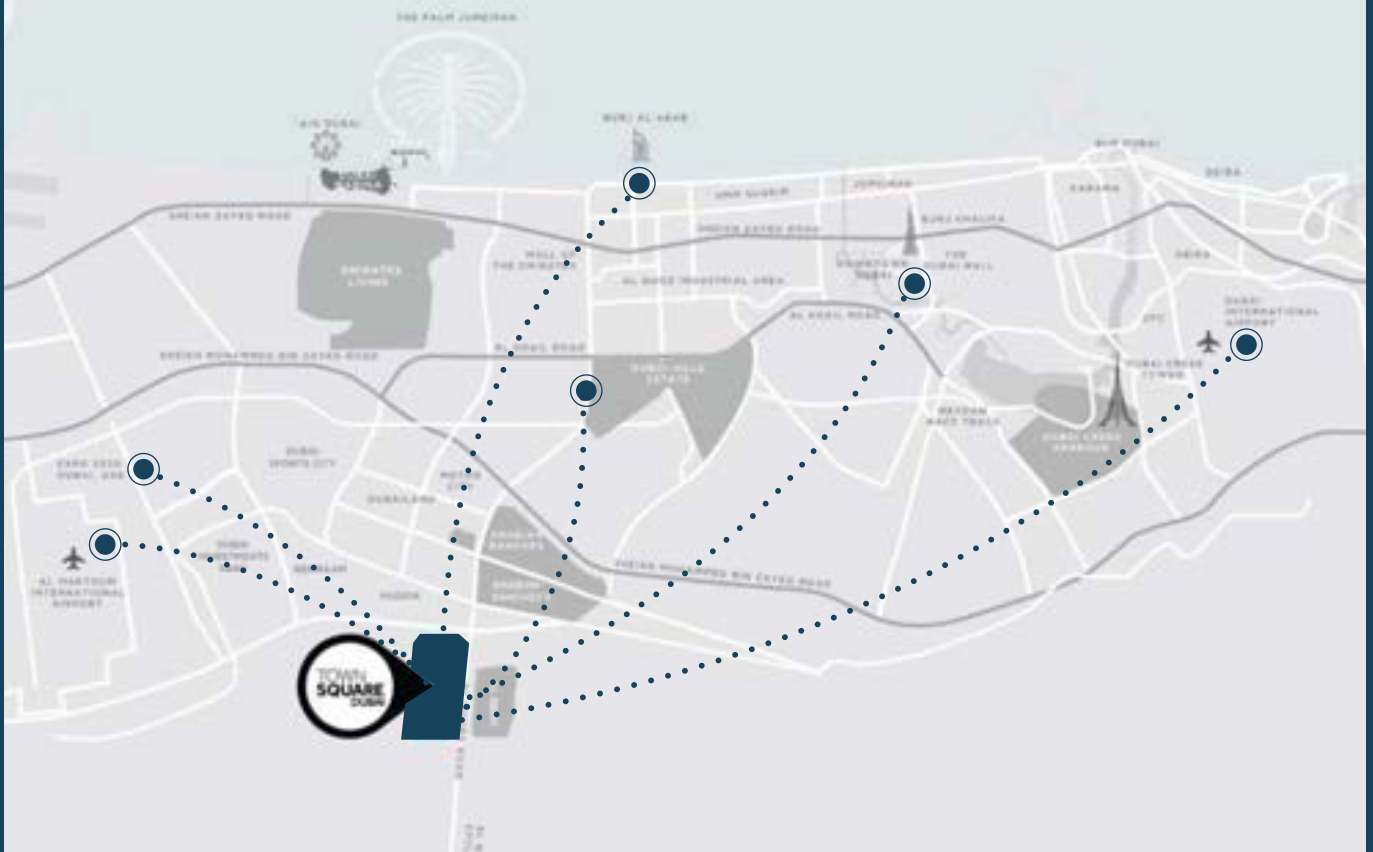 THE PALM JUMEIRAH
AIN DUBAI
BURJ AL ARAB
BUR DUBAI
DEIRA
SHEIKH ZAYED ROAD
UMM SUQEIM
JUMEIRAH
KARAMA
BURJ KHALIFA
SHEIKH ZAYED ROAD
MALL OF
THE EMIRATES
EMIRATES
LIVING
DOWNTOWN
DUBAI
THE
DUBAI MALL
AL QUOZ INDUSTRIAL AREA
DUBAI
INTERNATIONAL
AIRPORT
AL KHAIL ROAD
SHEIKH MOHAMMED BIN ZAYED ROAD
AL KHAIL ROAD
DUBAI HILLS
ESTATE
DUBAI CREEK
TOWER
MEYDAN
RACE TRACK
DUBAI CREEK
HARBOUR
EXPO 2020
DUBAI, UAE
DUBAI
SPORTS CITY
MOTOR
CITY
DUBAILAND
DUBAI
INVESTMENTS
PARK
ARABIAN
RANCHES
SHEIKH MOHAMMED BIN ZAYED ROAD
AL MAKTOUM
INTERNATIONAL
AIRPORT
MUDON
TOWN
SQUARE
DUBAI